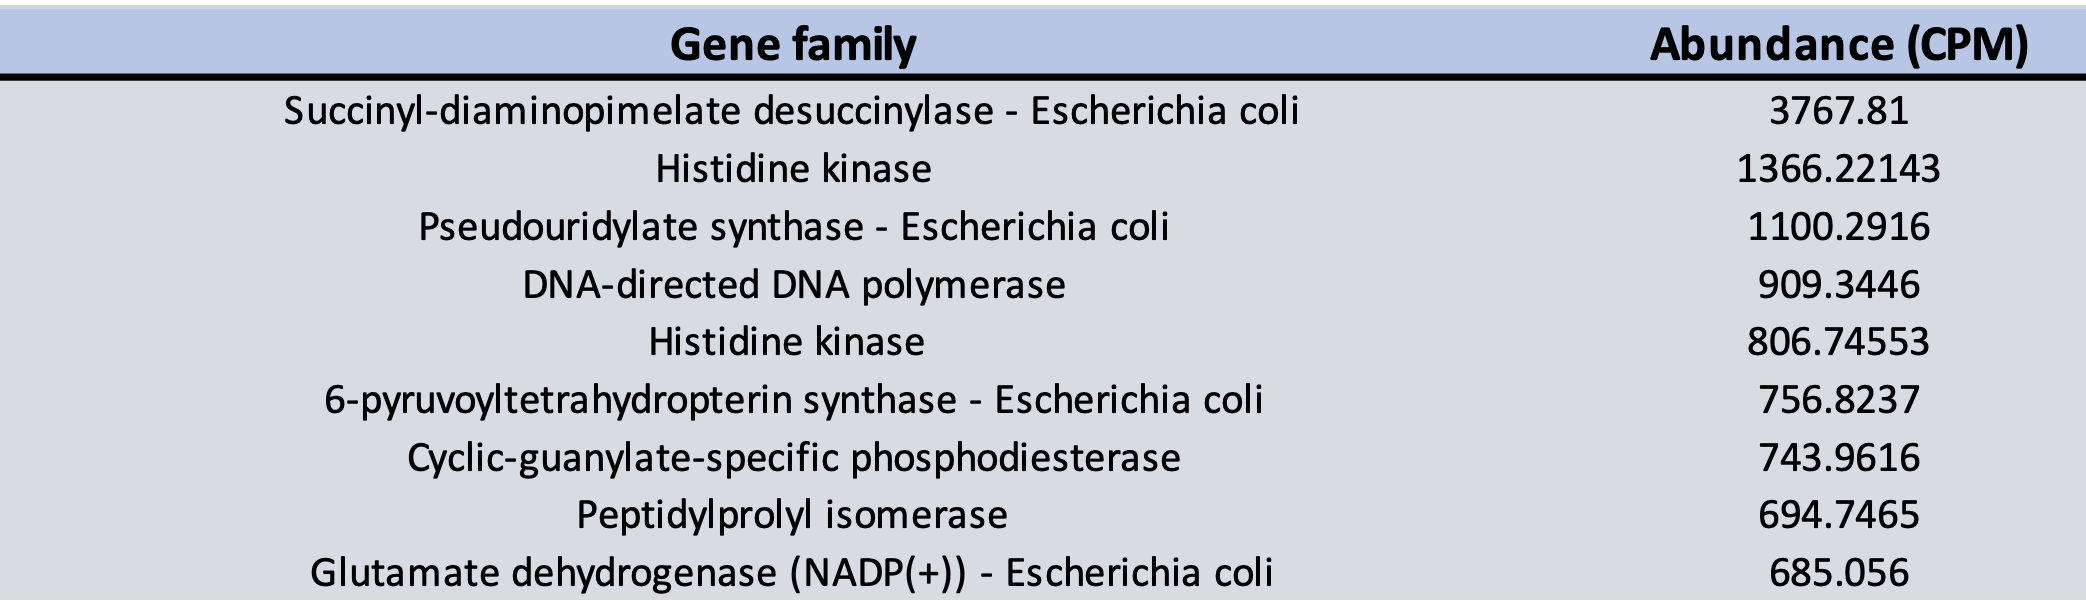 Gene family Abundance (CPM)
Succinyl-diaminopimelate desuccinylase - Escherichia coli 3767.81
Histidine kinase 1366.22143
Pseudouridylate synthase - Escherichia coli 1100.2916
DNA-directed DNA polymerase 909.3446
Histidine kinase 806.74553
6-pyruvoyltetrahydropterin synthase - Escherichia coli 756.8237
Cyclic-guanylate-specific phosphodiesterase 743.9616
Peptidylprolyl isomerase 694.7465
Glutamate dehydrogenase (NADP(+)) - Escherichia coli 685.056